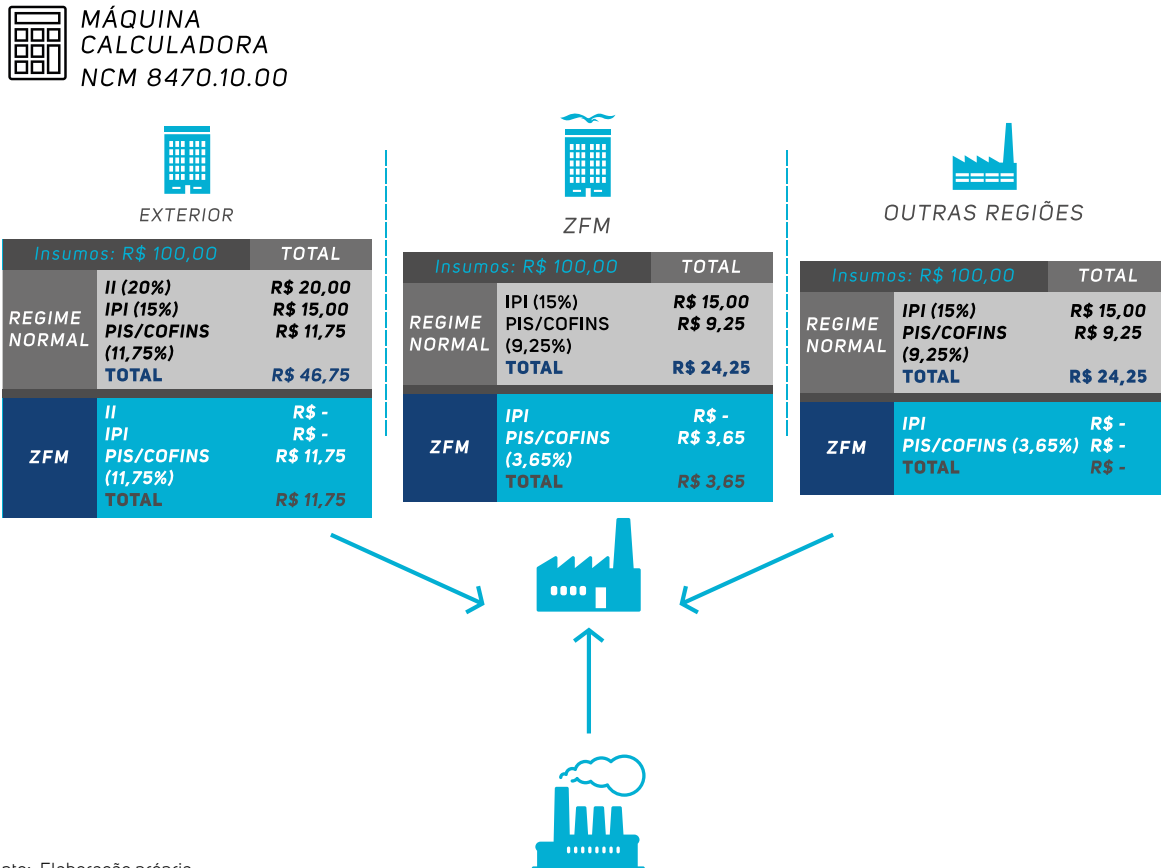 MÁQUINA
CALCULADORA
NCM 8470.10.00
EXTERIOR
Insumos: R$ 100,00 TOTAL
REGIME NORMAL
II (20%) R$ 20,00
IPI (15%) R$ 15,00
PIS/COFINS R$ 11,75
(11,75%)
TOTAL R$ 46,75
ZFM
II R$ -
IPI R$ -
PIS/COFINS R$ 11,75
(11,75%)
TOTAL R$ 11,75
ZFM
Insumos: R$ 100,00 TOTAL
REGIME NORMAL
IPI (15%) R$ 15,00
PIS/COFINS R$ 9,25
(9,25%)
TOTAL R$ 24,25
ZFM
IPI R$ -
PIS/COFINS R$ 3,65
(3,65%)
TOTAL R$ 3,65
OUTRAS REGIÕES
Insumos: R$ 100,00 TOTAL
REGIME NORMAL
IPI (15%) R$ 15,00
PIS/COFINS R$ 9,25
(9,25%)
TOTAL R$ 24,25
ZFM
IPI R$ -
PIS/COFINS (3,65%) R$ -
TOTAL R$ -
Elaboração própria